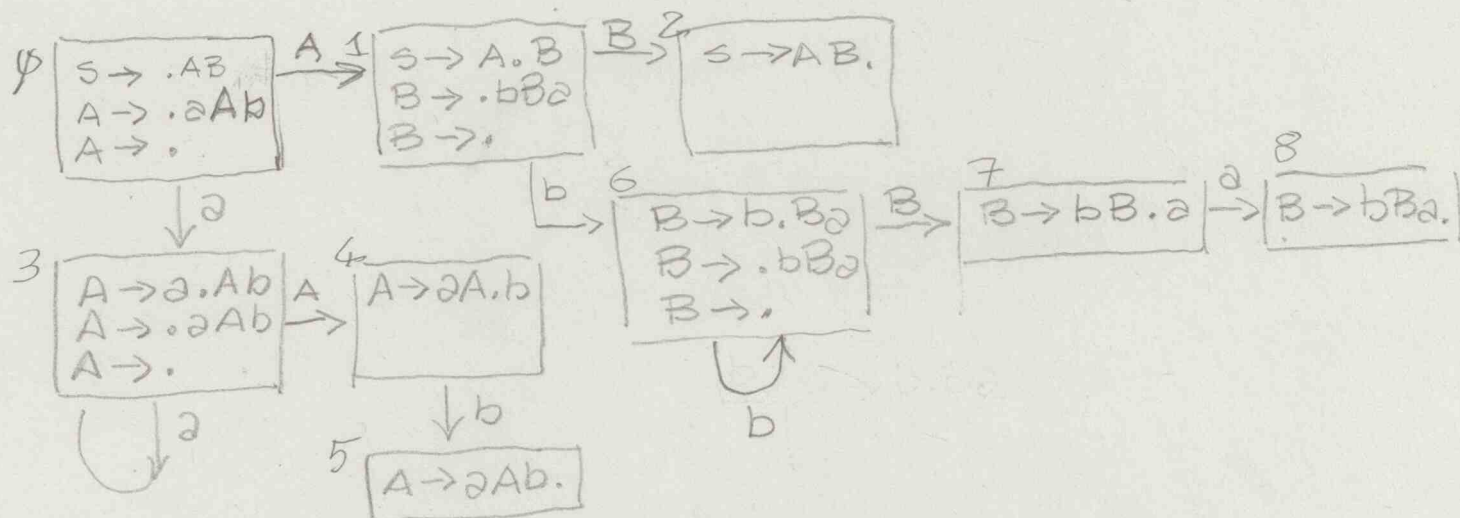 φ
S → .AB
A → .aAb
A → .
A
1
S → A.B
B → .bBa
B → .
B
2
S → AB.
a
b
3
A → a.Ab
A → .aAb
A → .
A
4
A → aA.b
6
B → b.Ba
B → .bBa
B → .
B
7
B → bB.a
a
8
B → bBa.
a
b
b
5
A → aAb.